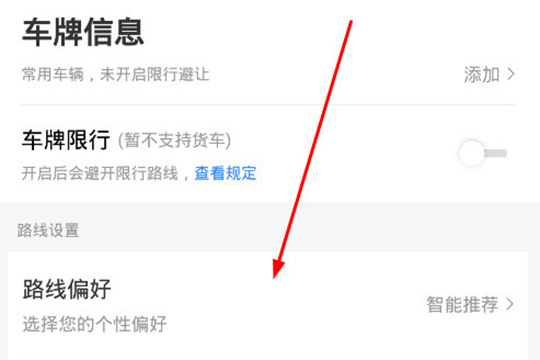 车牌信息
常用车辆，未开启限行避让
添加
车牌限行 (暂不支持货车)
开启后会避开限行路线，查看规定
路线设置
路线偏好
智能推荐
选择您的个性偏好